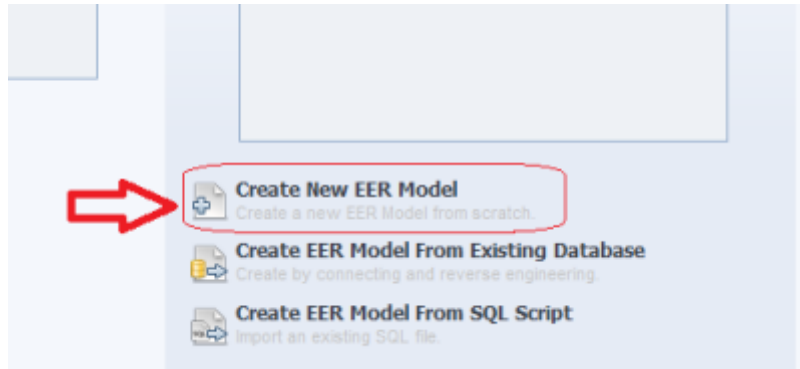 Create New EER Model
Create a new EER Model from scratch.
Create EER Model From Existing Database
Create by connecting and reverse engineering.
Create EER Model From SQL Script
Import an existing SQL file.